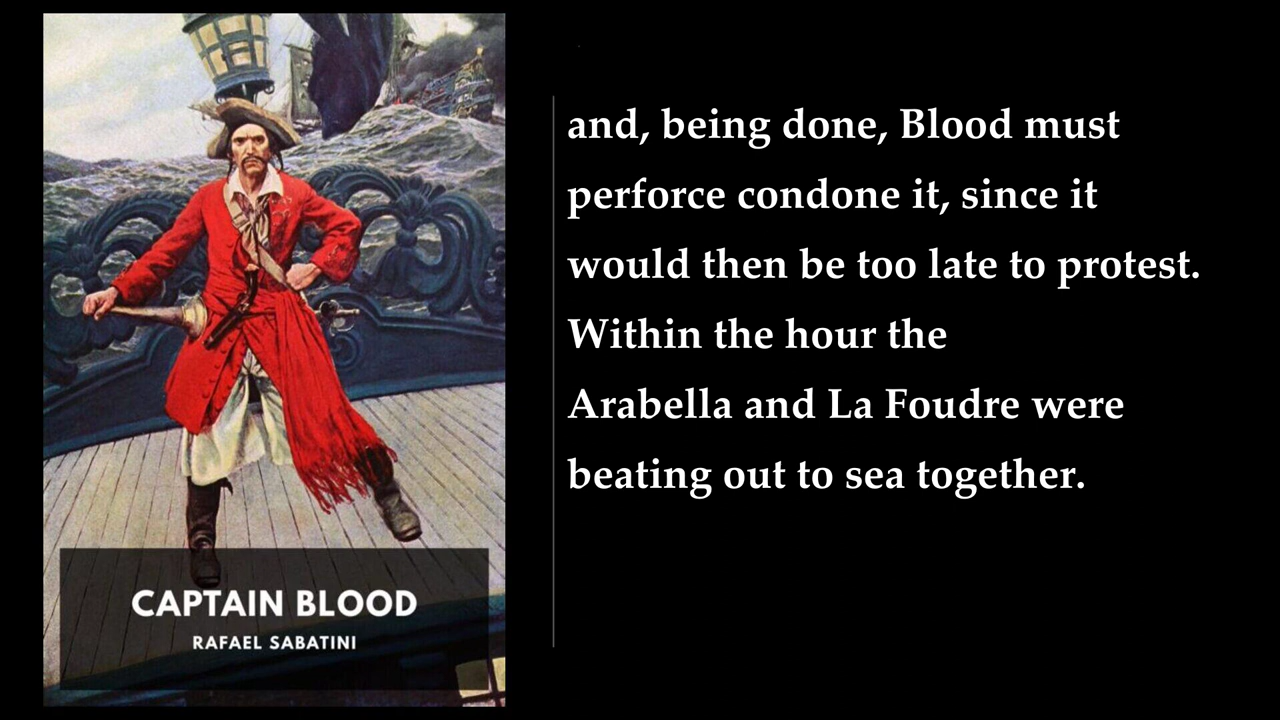 and, being done, Blood must
perforce condone it, since it
would then be too late to protest.
Within the hour the
Arabella and La Foudre were
beating out to sea together.
CAPTAIN BLOOD
RAFAEL SABATINI